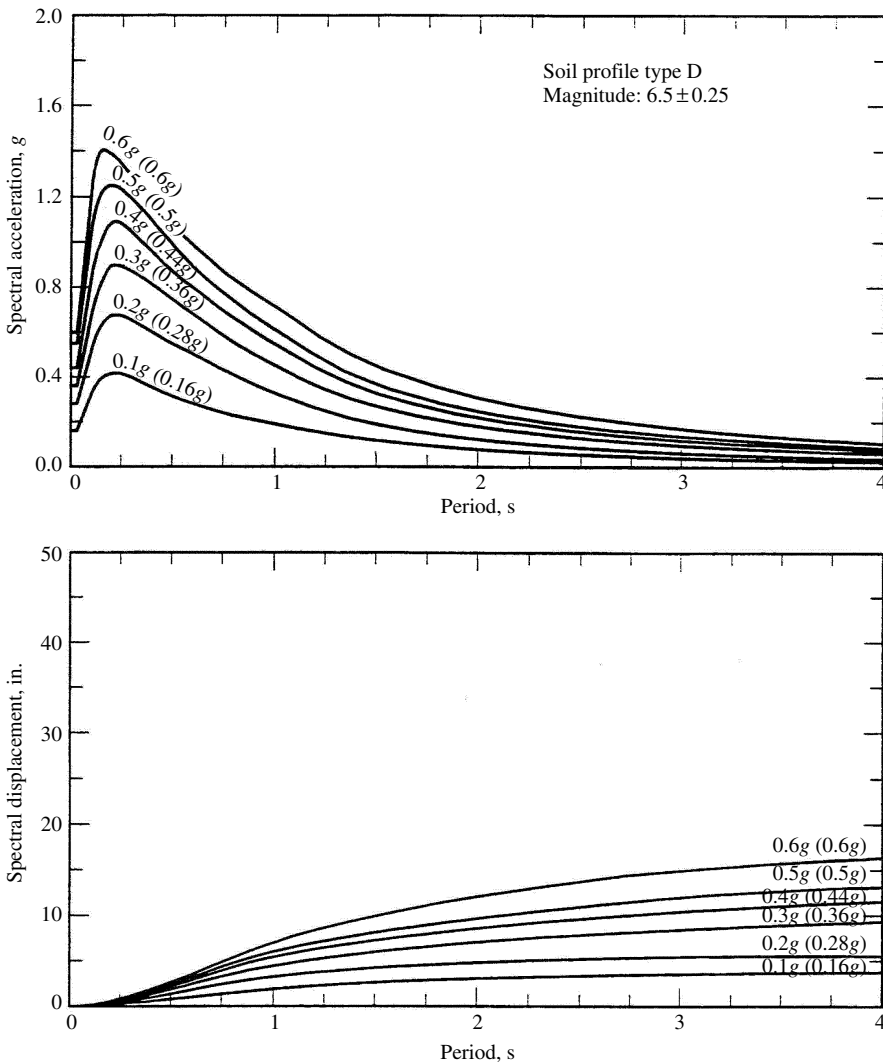 2.0
Soil profile type D
Magnitude: 6.5±0.25
1.6
0.6g (0.6g)
0.5g (0.5g)
1.2
0.4g (0.44g)
0.3g (0.36g)
0.8
0.2g (0.28g)
0.4
0.1g (0.16g)
0.0
Spectral acceleration, g
0 1 2 3 4
Period, s
50
40
30
20
0.6g (0.6g)
0.5g (0.5g)
0.4g (0.44g)
10
0.3g (0.36g)
0.2g (0.28g)
0.1g (0.16g)
0
Spectral displacement, in.
0 1 2 3 4
Period, s